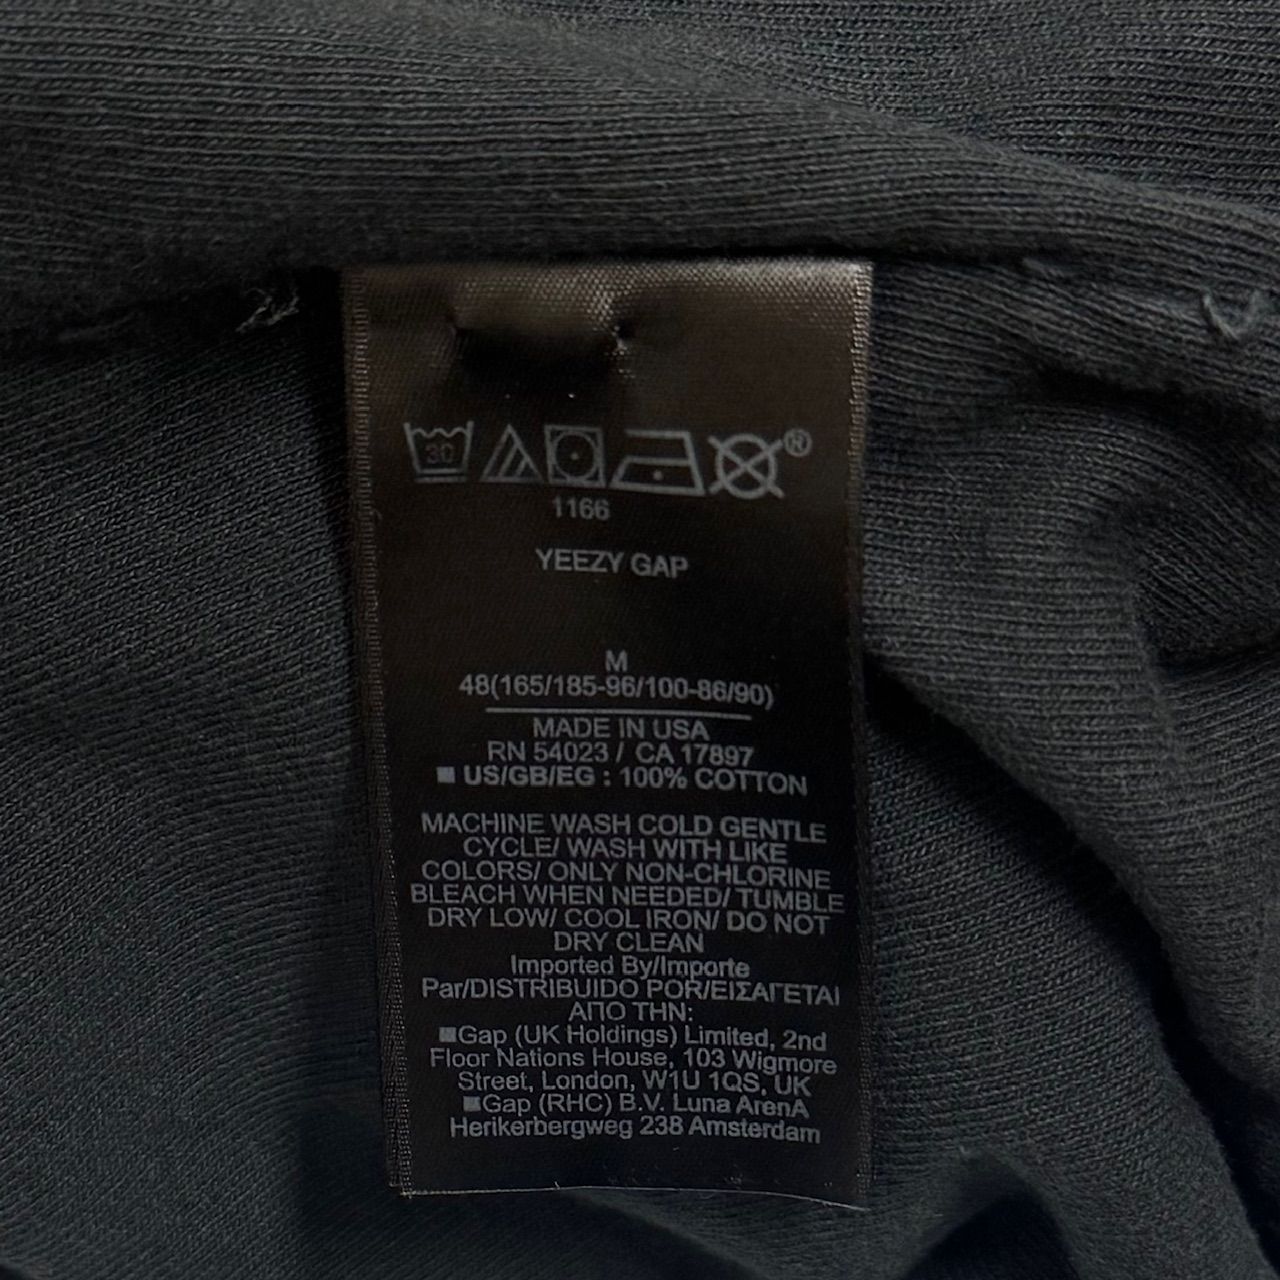 30
®
1166
YEEZY GAP
M
48(165/185-96/100-86/90)
MADE IN USA
RN 54023 / CA 17897
■ US/GB/EG : 100% COTTON
MACHINE WASH COLD GENTLE
CYCLE/ WASH WITH LIKE
COLORS/ ONLY NON-CHLORINE
BLEACH WHEN NEEDED/ TUMBLE
DRY LOW/ COOL IRON/ DO NOT
DRY CLEAN
Imported By/Importe
Par/DISTRIBUIDO POR/ΕΙΣΑΓΕΤΑΙ
ΑΠΟ ΤΗΝ:
■Gap (UK Holdings) Limited, 2nd
Floor Nations House, 103 Wigmore
Street, London, W1U 1QS, UK
■Gap (RHC) B.V. Luna ArenA
Herikerbergweg 238 Amsterdam